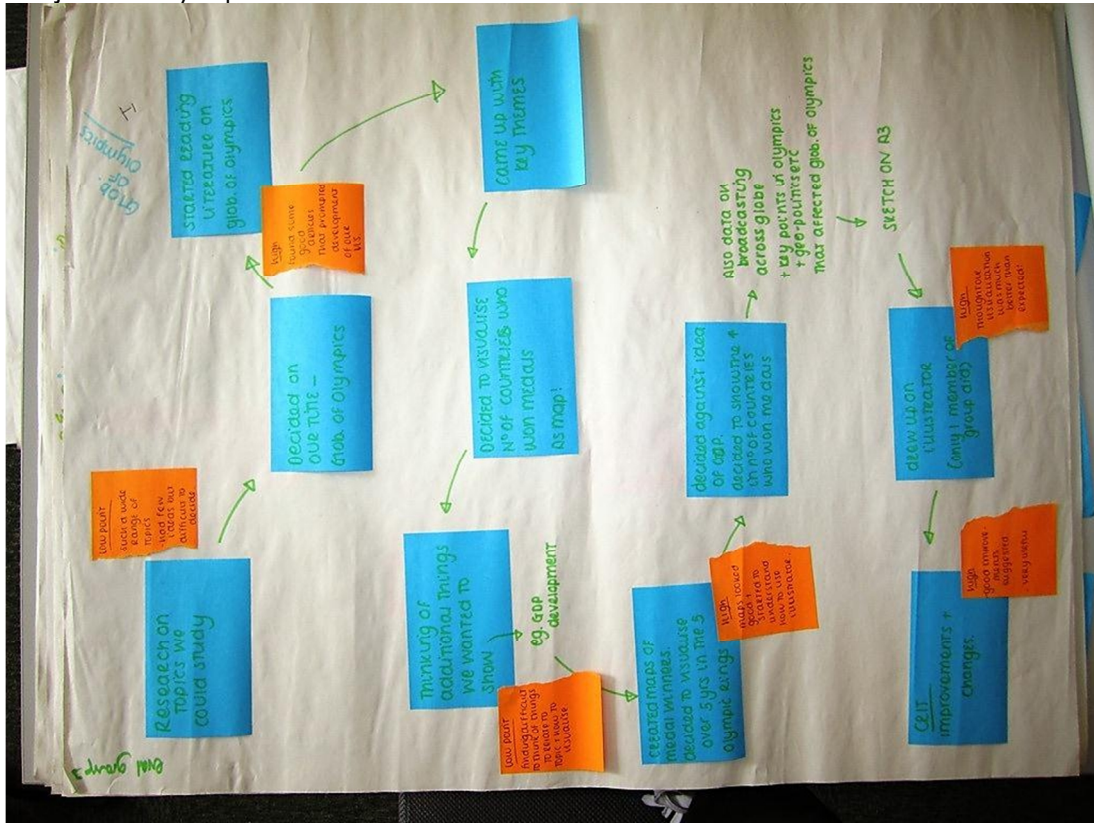 Eval group 2
GLOB.
OF
OLYMPICS
I
Research on
topics we
could study
LOW POINT
such a wide
range of
topics
- had few
ideas but
difficult to
decide
Decided on
our title -
Glob. of Olympics
Started reading
literature on
glob. of Olympics
High
Found some
good
articles
that prompted
development
of our
vis
Came up with
key themes
Decided to visualise
No of countries who
won medals
As map!
Thinking of
additional things
we wanted to
show
eg. GDP
development
LOW POINT
finding difficult
to think of things
to relate to
topic + how to
visualise
Created maps of
medal winners.
decided to visualise
over 5 yrs in the 5
Olympic rings
High
maps looked
good +
started to
understand
how to use
illustrator.
decided against idea
of GDP.
decided to show the ↑
in no of countries
who won medals
Also data on
broadcasting
across globe
+ key points in Olympics
+ geo-politics etc
that affected glob. of Olympics
SKETCH ON A3
drew up on
illustrator
(only 1 member of
group did)
High
Thought our
visualisation
was much
better than
expected!
CRIT
improvements +
changes.
High
good improve-
ments
suggested
- very useful